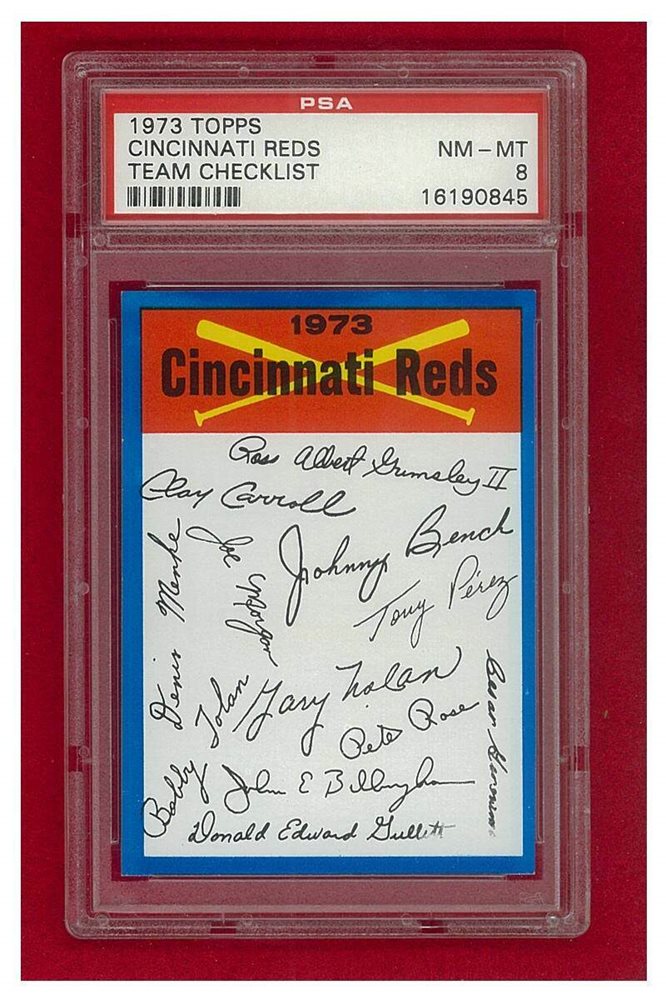 PSA
1973 TOPPS
CINCINNATI REDS NM-MT
TEAM CHECKLIST 8
16190845
1973
Cincinnati Reds
Ross Albert Grimsley II
Clay Carroll
Johnny Bench
Joe Morgan
Denis Menke
Tony Pérez
Gary Nolan
Cesar Geronimo
Pete Rose
Bobby Tolan
John E Billingham
Donald Edward Gullett